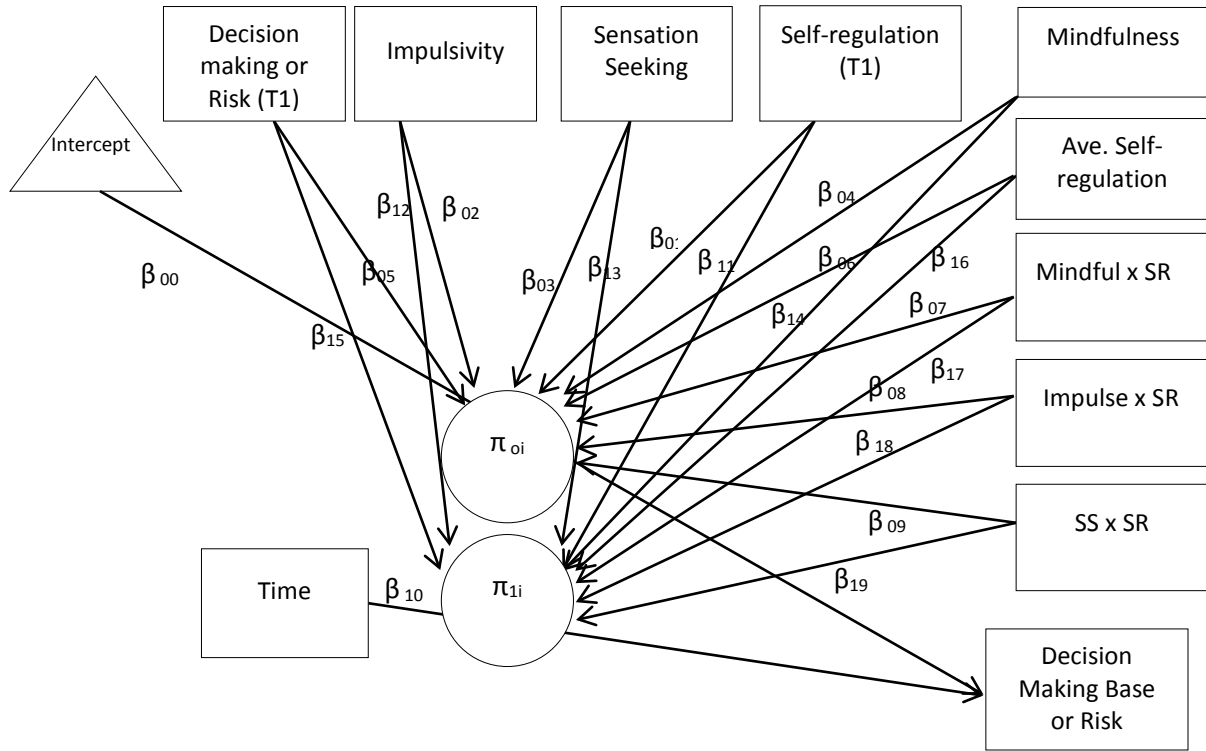 Decision
making or
Risk (T1)
Impulsivity
Sensation
Seeking
Self-regulation
(T1)
Mindfulness
Intercept
Ave. Self-
regulation
β12
β 02
β 04
β01
β 11
β 06
β 16
β 00
β05
β03
β13
Mindful x SR
β 07
β14
β15
β17
β 08
Impulse x SR
β 18
π oi
SS x SR
β 09
Time
β 10
π1i
β19
Decision
Making Base
or Risk